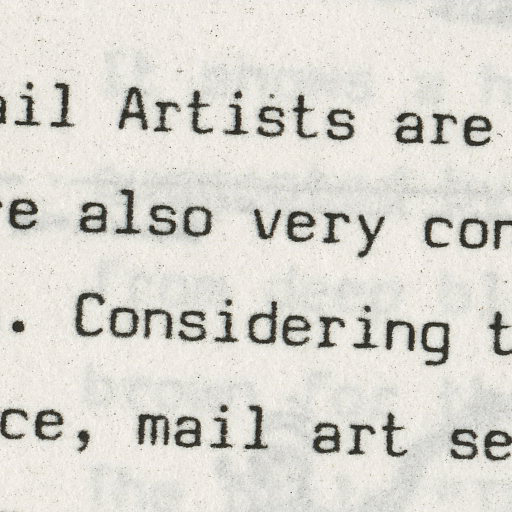 ail Artists are
re also very con
. Considering t
ce, mail art se